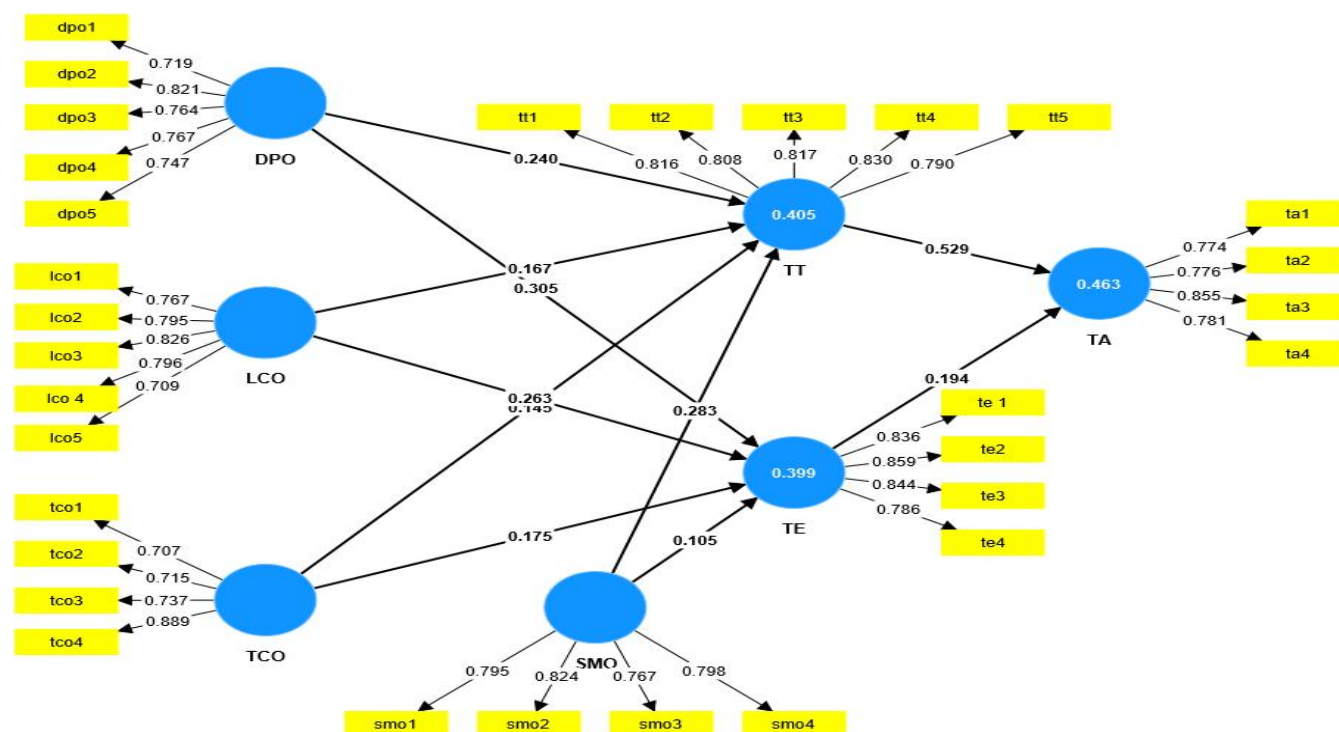 dpo1
0.719
dpo2
0.821
dpo3
0.764
dpo4
0.767
dpo5
0.747
DPO
lco1
0.767
lco2
0.795
lco3
0.826
lco 4
0.796
lco5
0.709
LCO
tco1
0.707
tco2
0.715
tco3
0.737
tco4
0.889
TCO
0.240
0.167
0.305
0.263
0.145
0.175
0.283
0.105
smo1
0.795
smo2
0.824
smo3
0.767
smo4
0.798
SMO
tt1
0.816
tt2
0.808
tt3
0.817
tt4
0.830
tt5
0.790
0.405
TT
0.529
0.194
te 1
0.836
te2
0.859
te3
0.844
te4
0.786
0.399
TE
ta1
0.774
ta2
0.776
ta3
0.855
ta4
0.781
0.463
TA